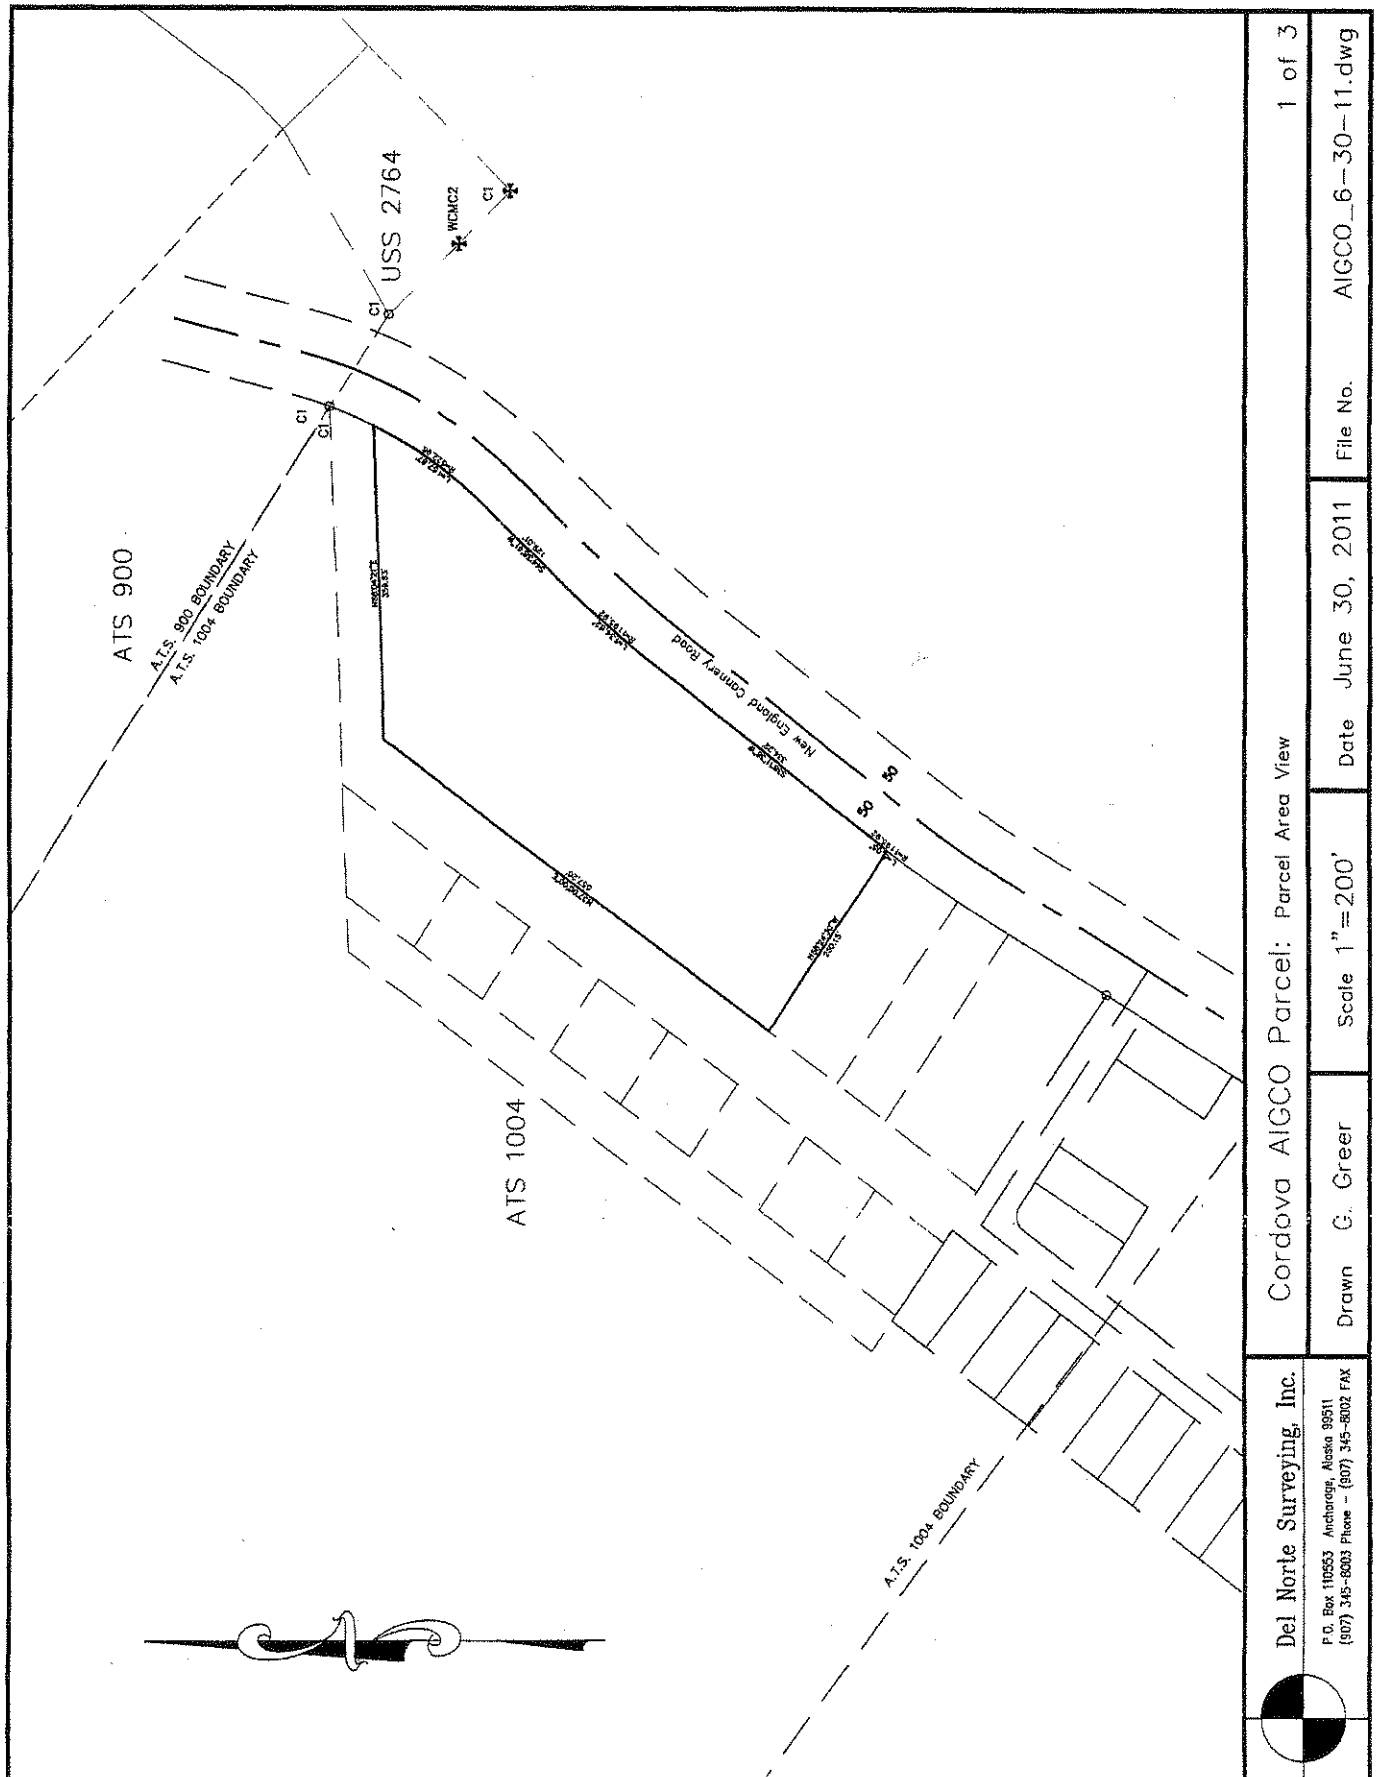 ATS 900
A.T.S. 900 BOUNDARY
A.T.S. 1004 BOUNDARY
C1
C1
C1
USS 2764
WCMC2
C1
New England Cannery Road
50
50
ATS 1004
A.T.S. 1004 BOUNDARY
Cordova AIGCO Parcel: Parcel Area View
1 of 3
Del Norte Surveying, Inc.
P.O. Box 110553 Anchorage, Alaska 99511
(907) 345-8003 Phone - (907) 345-8002 FAX
Drawn G. Greer
Scale 1"=200'
Date June 30, 2011
File No. AIGCO_6-30-11.dwg